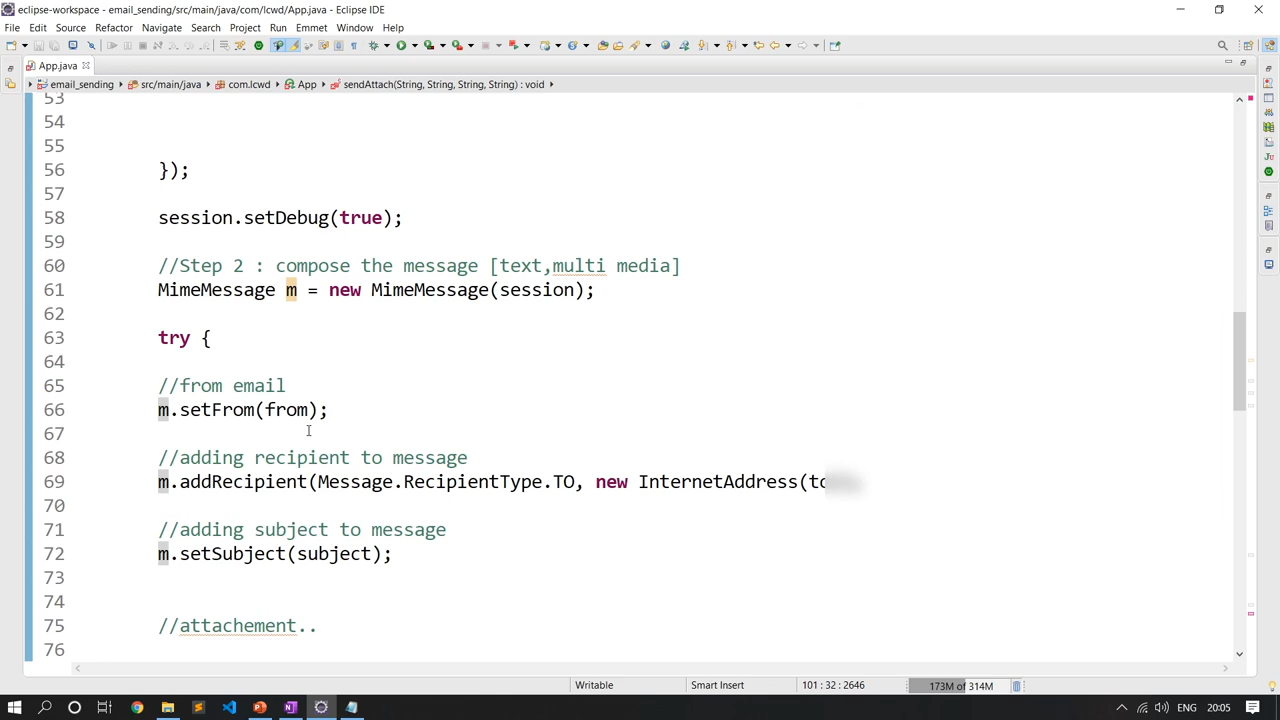 eclipse-workspace - email_sending/src/main/java/com/lcwd/App.java - Eclipse IDE
File Edit Source Refactor Navigate Search Project Run Emmet Window Help
App.java
email_sending src/main/java com.lcwd App sendAttach(String, String, String, String) : void
53
54
55
56 });
57
58 session.setDebug(true);
59
60 //Step 2 : compose the message [text,multi media]
61 MimeMessage m = new MimeMessage(session);
62
63 try {
64
65 //from email
66 m.setFrom(from);
67
68 //adding recipient to message
69 m.addRecipient(Message.RecipientType.TO, new InternetAddress(
70
71 //adding subject to message
72 m.setSubject(subject);
73
74
75 //attachement..
76
Writable Smart Insert 101 : 32 : 2646 173M of 314M
ENG 20:05